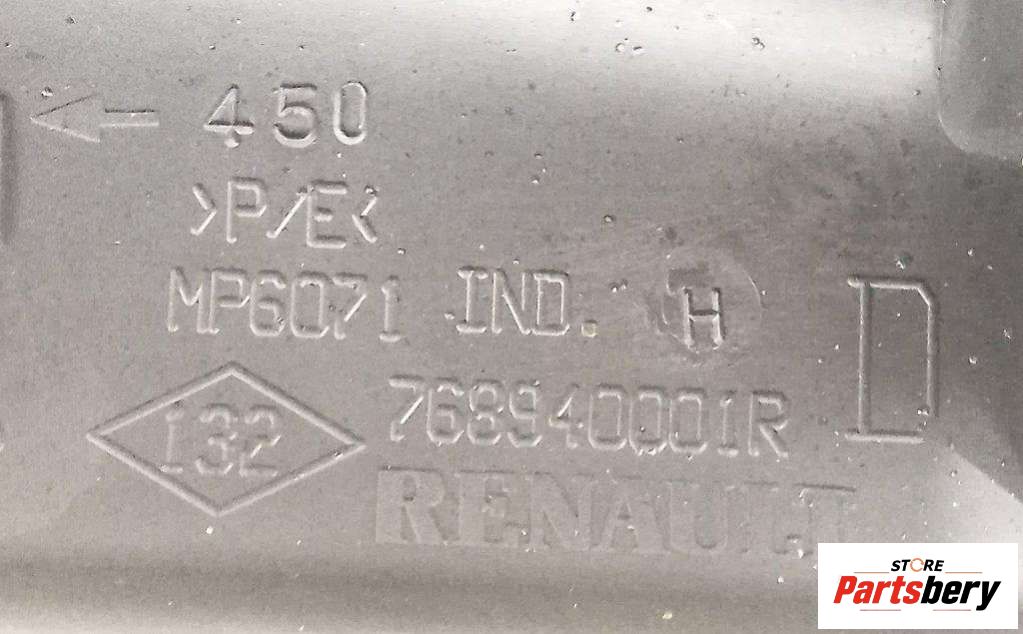 450
>P/E<
MP6071 IND. H
D
132
768940001R
RENAULT
STORE
Partsbery